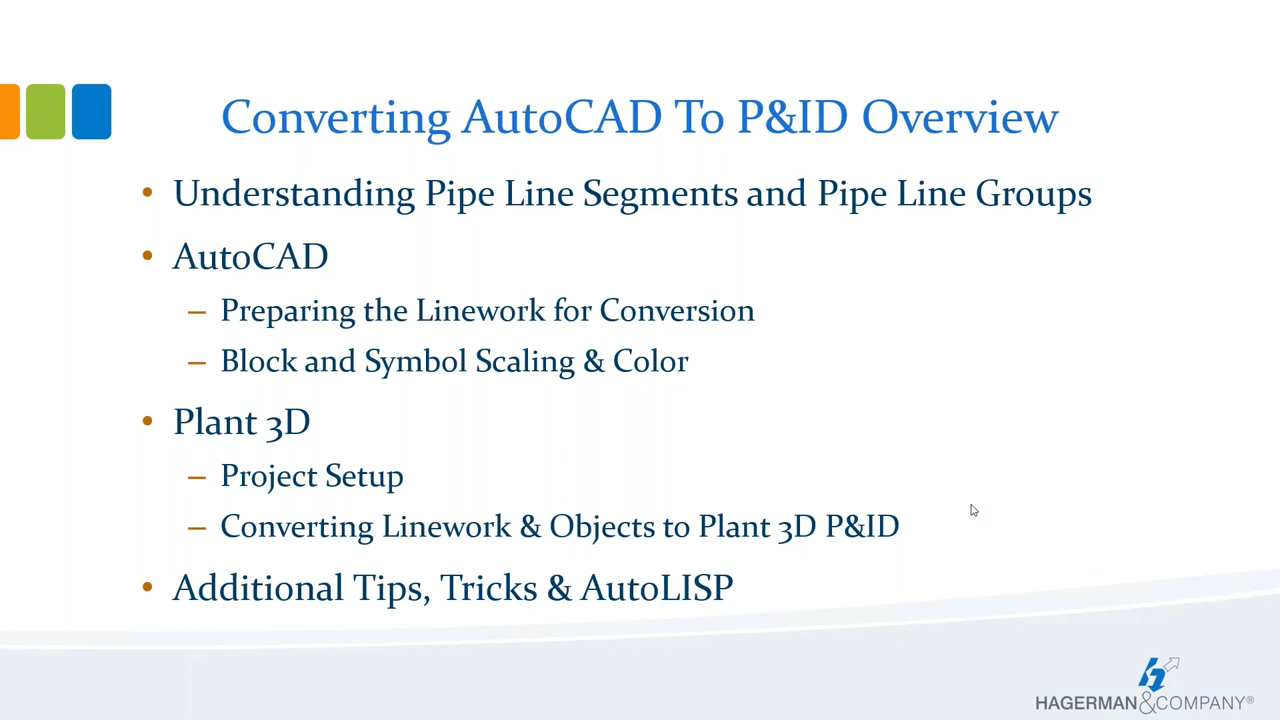 Converting AutoCAD To P&ID Overview
• Understanding Pipe Line Segments and Pipe Line Groups
• AutoCAD
– Preparing the Linework for Conversion
– Block and Symbol Scaling & Color
• Plant 3D
– Project Setup
– Converting Linework & Objects to Plant 3D P&ID
• Additional Tips, Tricks & AutoLISP
HAGERMAN&COMPANY®